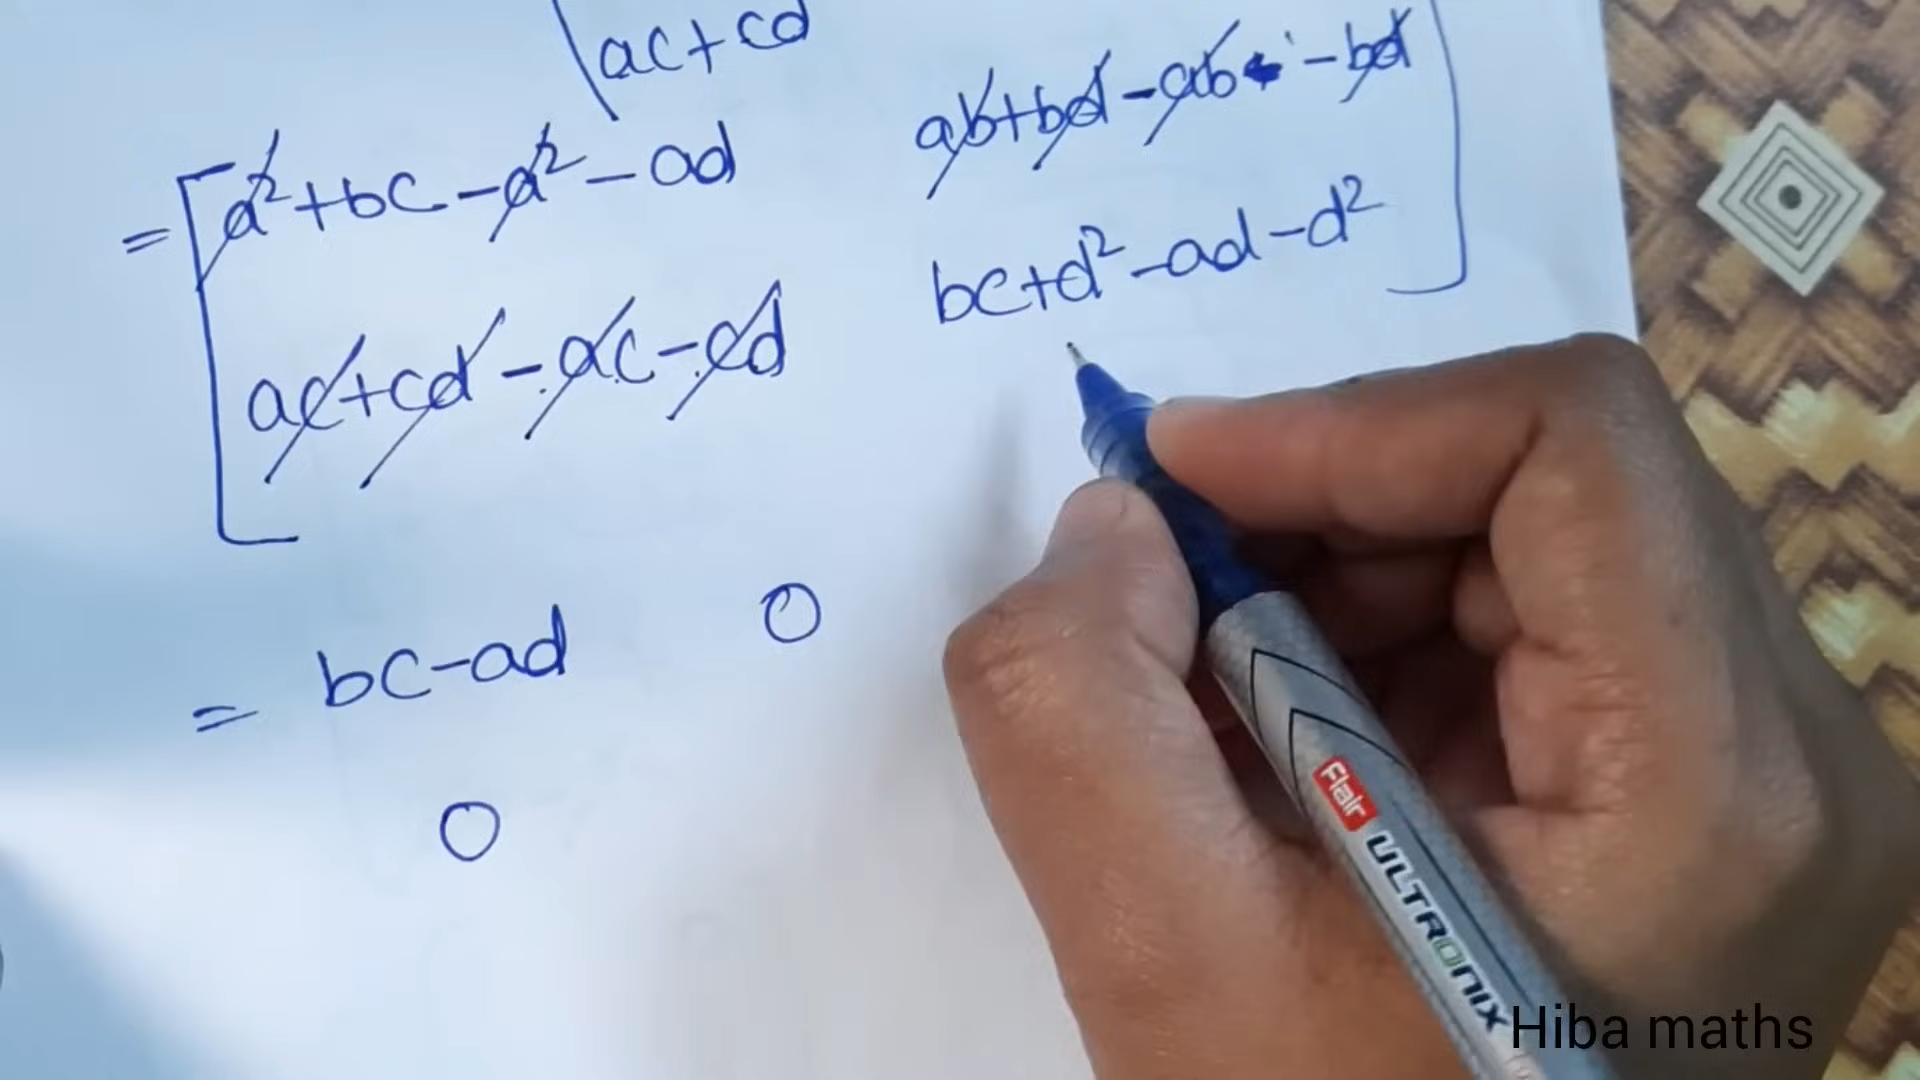 ac+cd
ab+bd-ab-bd
= a²+bc-a²-ad
bc+d²-ad-d²
ac+cd-ac-cd
= bc-ad 0
0
Flair ULTRONIX
Hiba maths